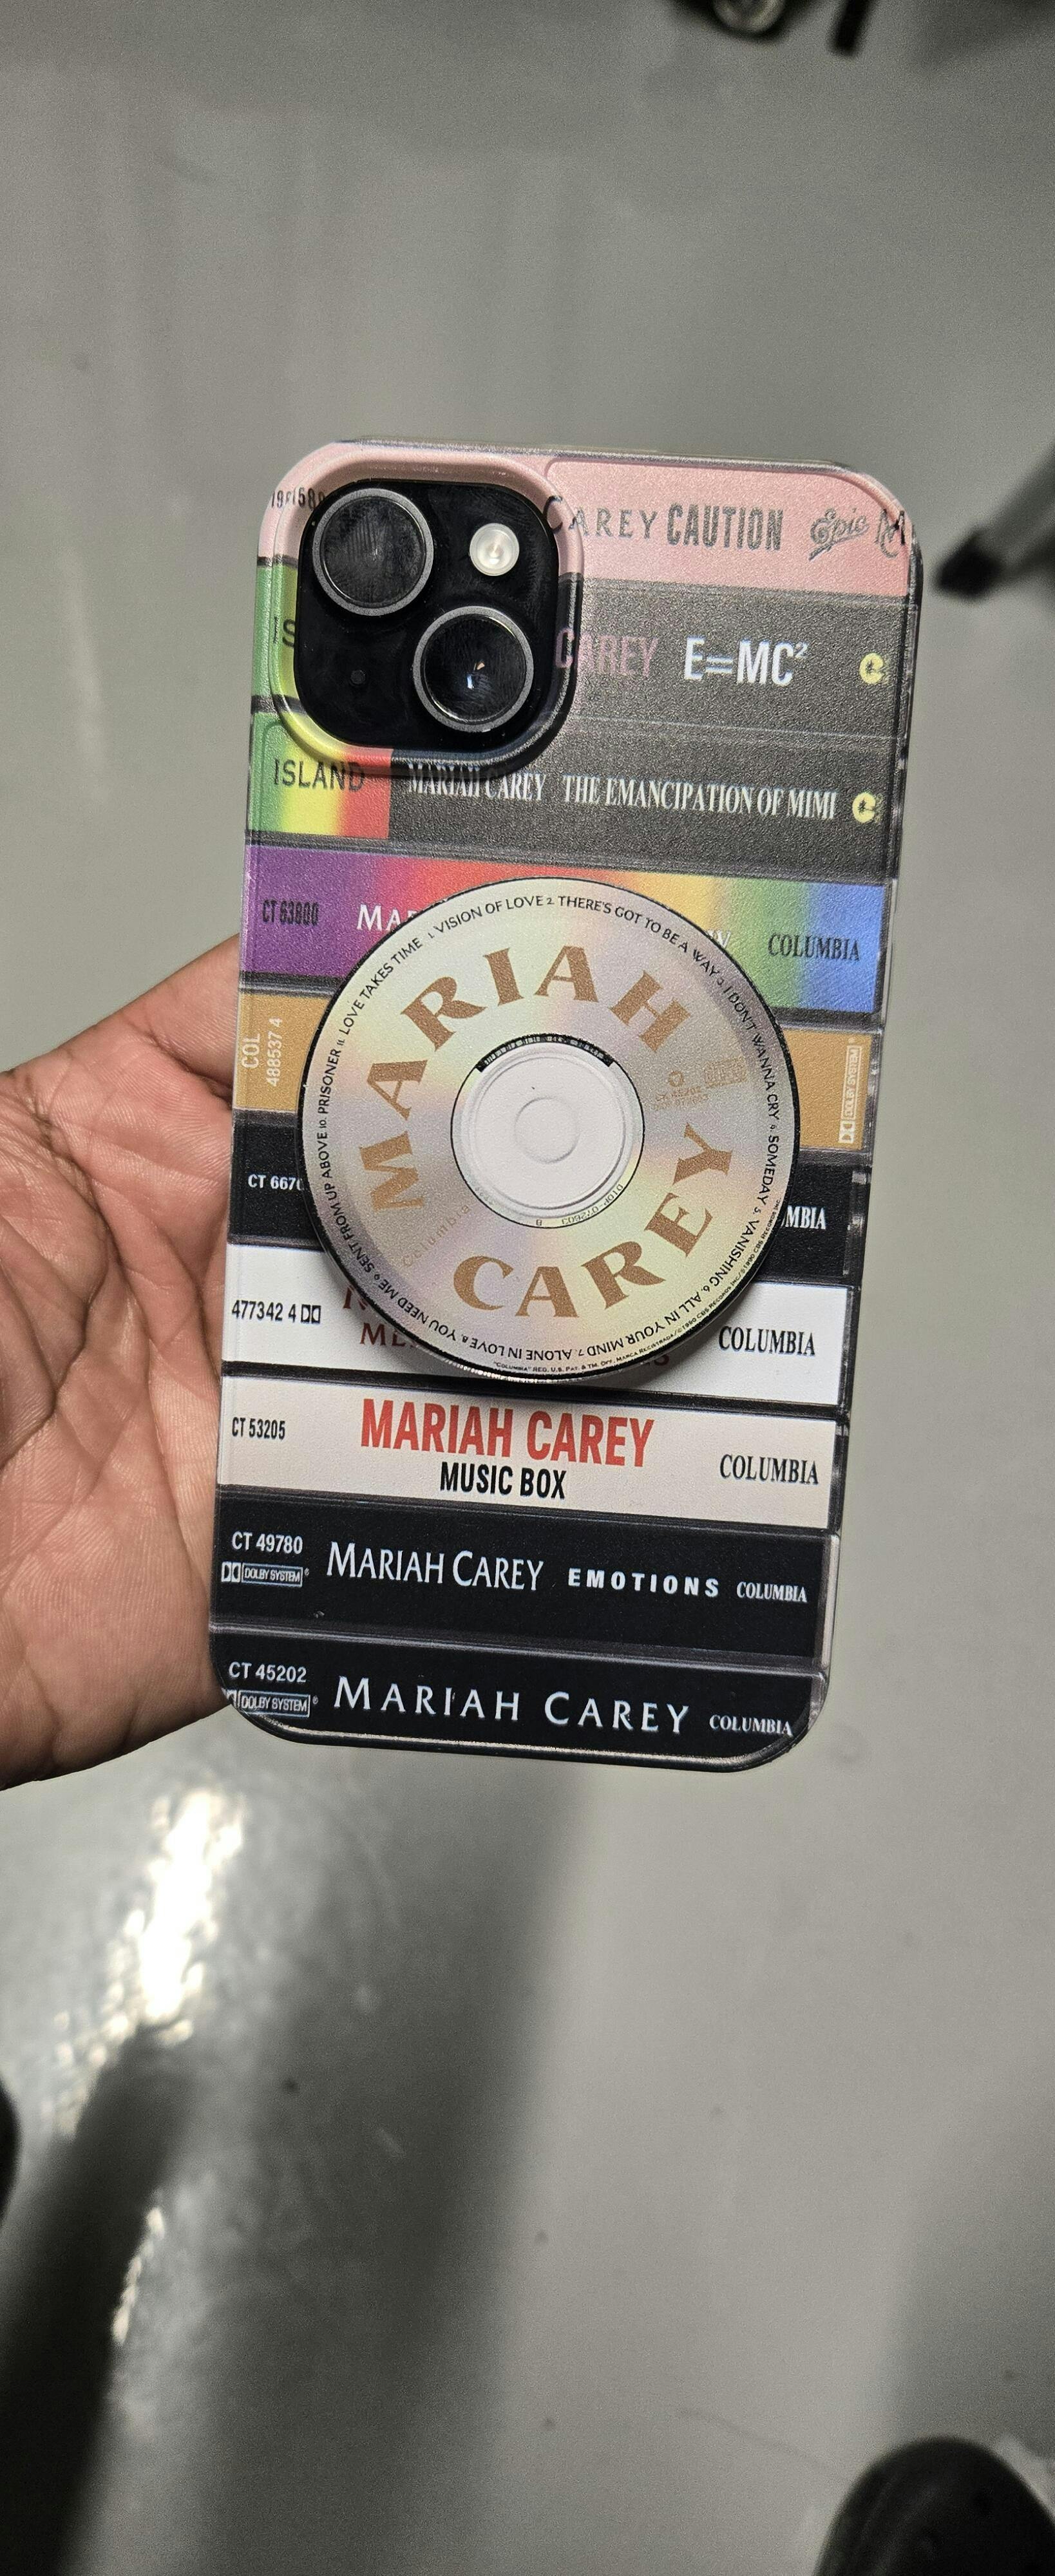 CAREY CAUTION Epic M
CAREY E=MC²
ISLAND MARIAH CAREY THE EMANCIPATION OF MIMI
CT 63800 COLUMBIA
COL
488537 4
DOLBY SYSTEM®
MARIAH
CAREY
1. VISION OF LOVE 2. THERE'S GOT TO BE A WAY 3. I DON'T WANNA CRY 4. SOMEDAY 5. VANISHING 6. ALL IN YOUR MIND 7. ALONE IN LOVE 8. YOU NEED ME 9. SENT FROM UP ABOVE 10. PRISONER 11. LOVE TAKES TIME
Columbia
CT 667
MBIA
477342 4
COLUMBIA
CT 53205 MARIAH CAREY
MUSIC BOX
COLUMBIA
CT 49780
DOLBY SYSTEM®
MARIAH CAREY EMOTIONS COLUMBIA
CT 45202
DOLBY SYSTEM®
MARIAH CAREY COLUMBIA